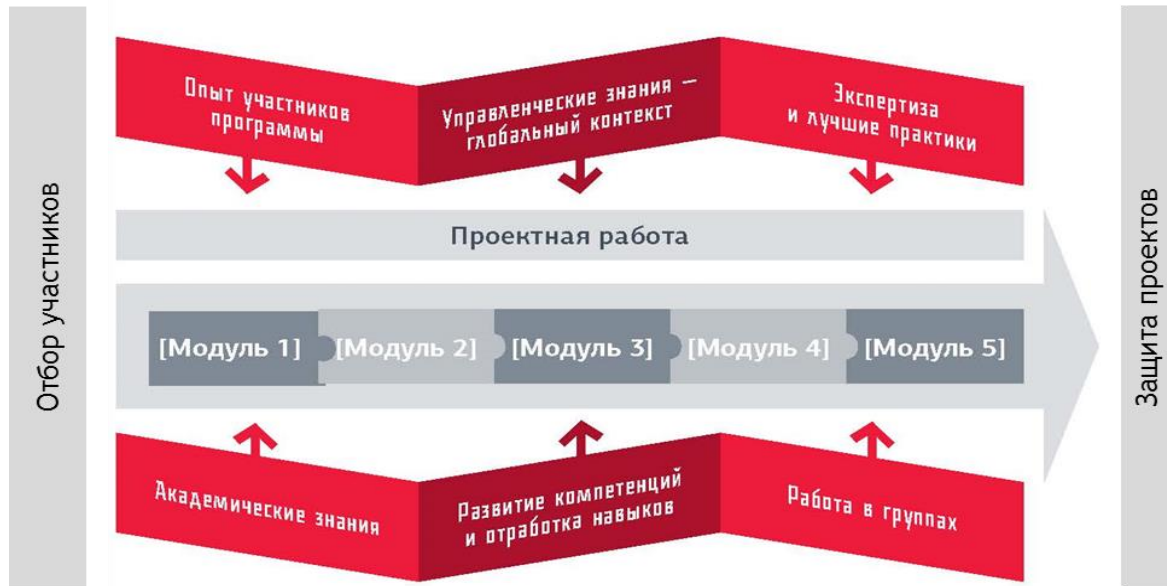 Отбор участников
Опыт участников
программы
Управленческие знания —
глобальный контекст
Экспертиза
и лучшие практики
Проектная работа
[Модуль 1]
[Модуль 2]
[Модуль 3]
[Модуль 4]
[Модуль 5]
Академические знания
Развитие компетенций
и отработка навыков
Работа в группах
Защита проектов